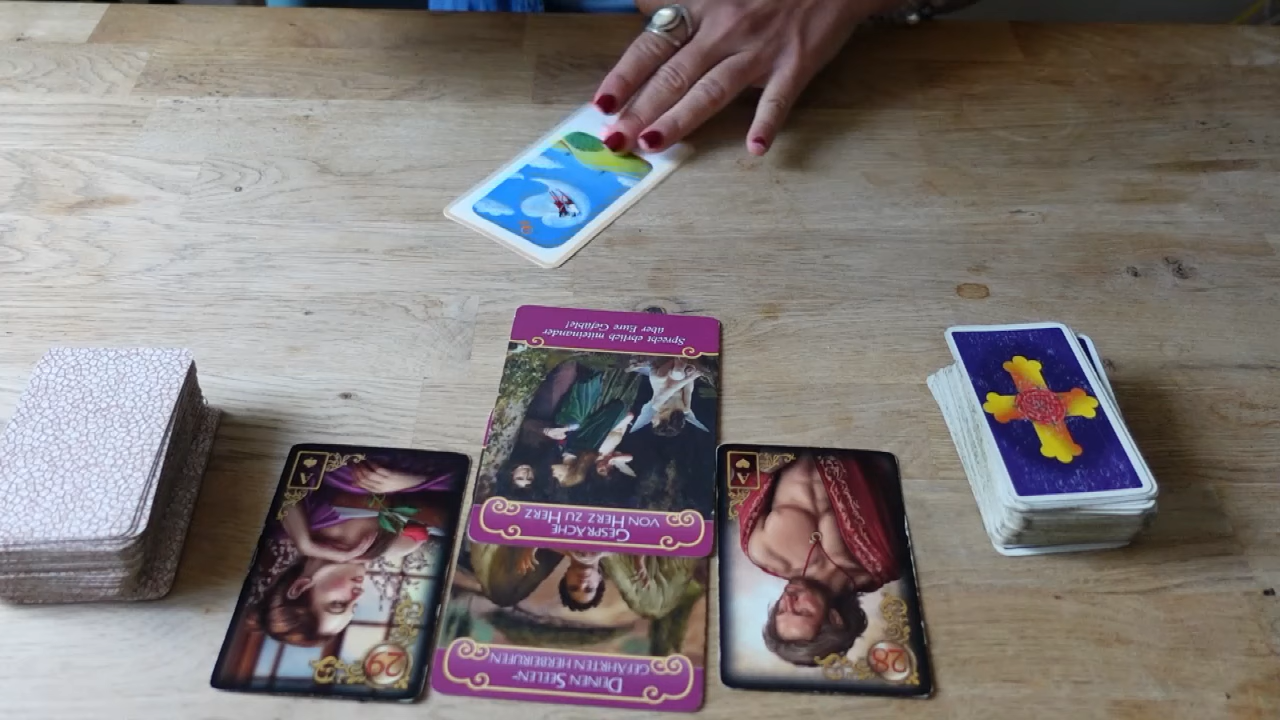 Sprecht ehrlich miteinander
über Eure Gefühle!
GESPRÄCHE
VON HERZ ZU HERZ
DEINEN SEELEN-
GEFÄHRTEN HERBEIRUFEN
A
29
A
28